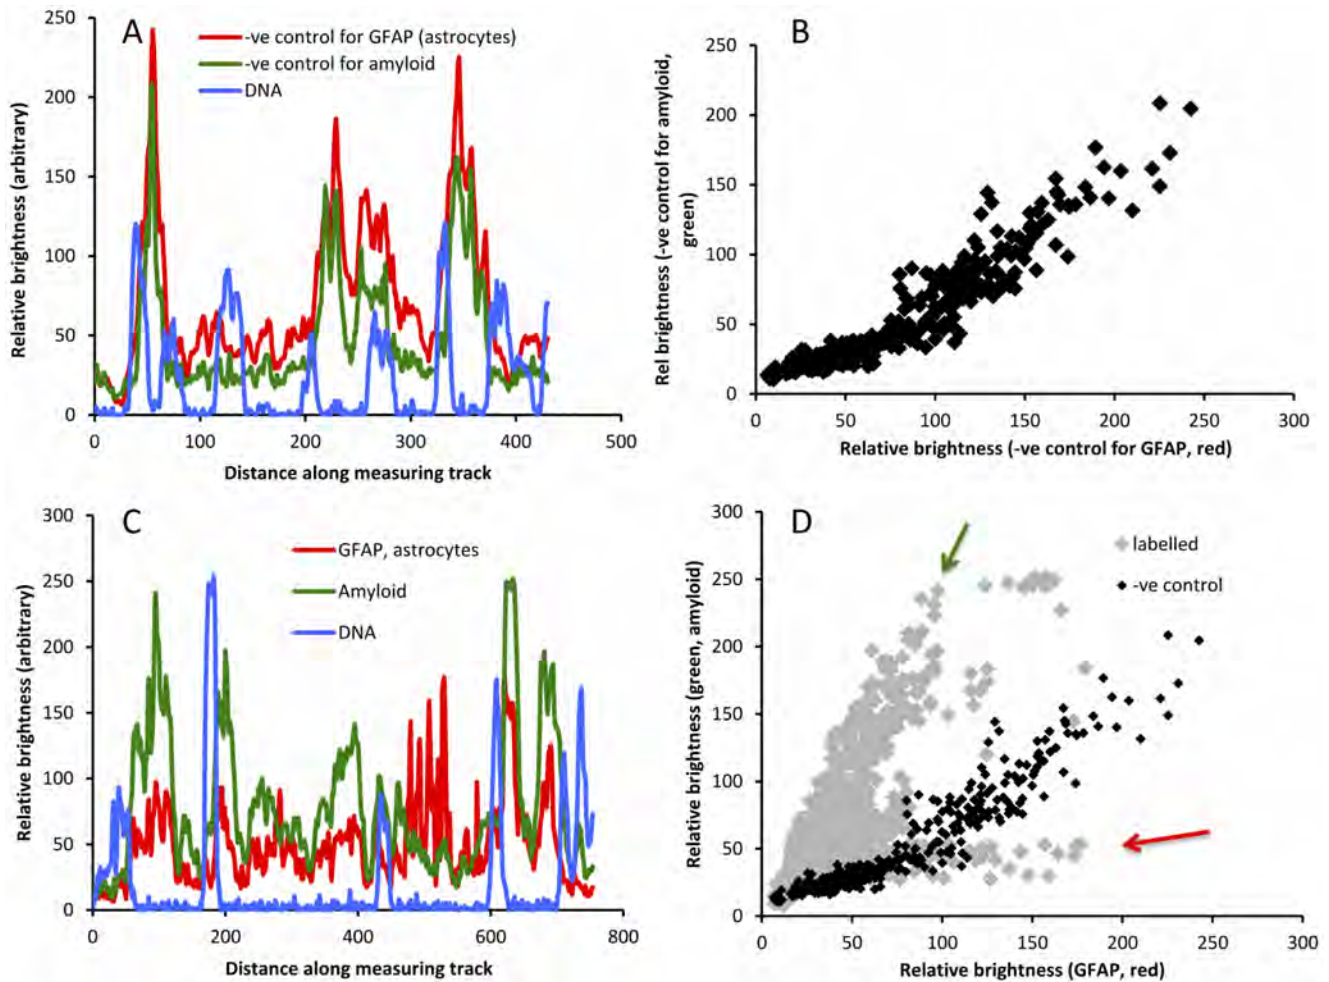 A
-ve control for GFAP (astrocytes)
-ve control for amyloid
DNA
Relative brightness (arbitrary)
250
200
150
100
50
0
0 100 200 300 400 500
Distance along measuring track
B
Rel brightness (-ve control for amyloid,
green)
250
200
150
100
50
0
0 50 100 150 200 250 300
Relative brightness (-ve control for GFAP, red)
C
GFAP, astrocytes
Amyloid
DNA
Relative brightness (arbitrary)
300
250
200
150
100
50
0
0 200 400 600 800
Distance along measuring track
D
labelled
-ve control
Relative brightness (green, amyloid)
300
250
200
150
100
50
0
0 50 100 150 200 250 300
Relative brightness (GFAP, red)